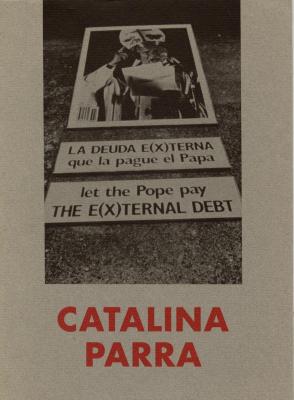 LA DEUDA E(X)TERNA
que la pague el Papa
let the Pope pay
THE E(X)TERNAL DEBT
CATALINA
PARRA